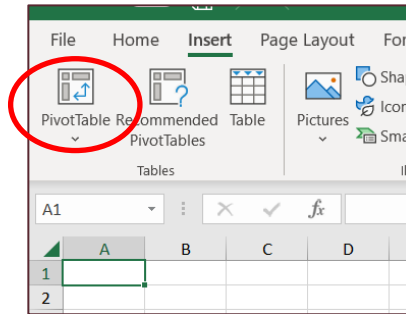 File Home Insert Page Layout
PivotTable Recommended PivotTables Table Pictures
Tables
A1 fx
A B C D
1
2